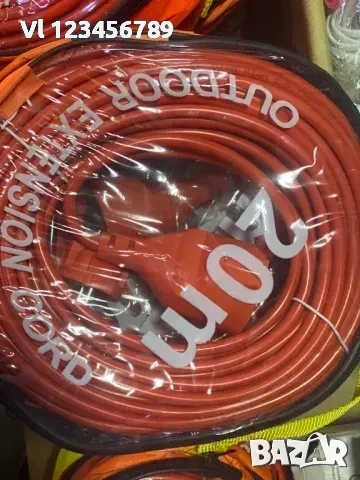 Vl 123456789
OUTDOOR EXTENSION CORD
20m
BAZAR